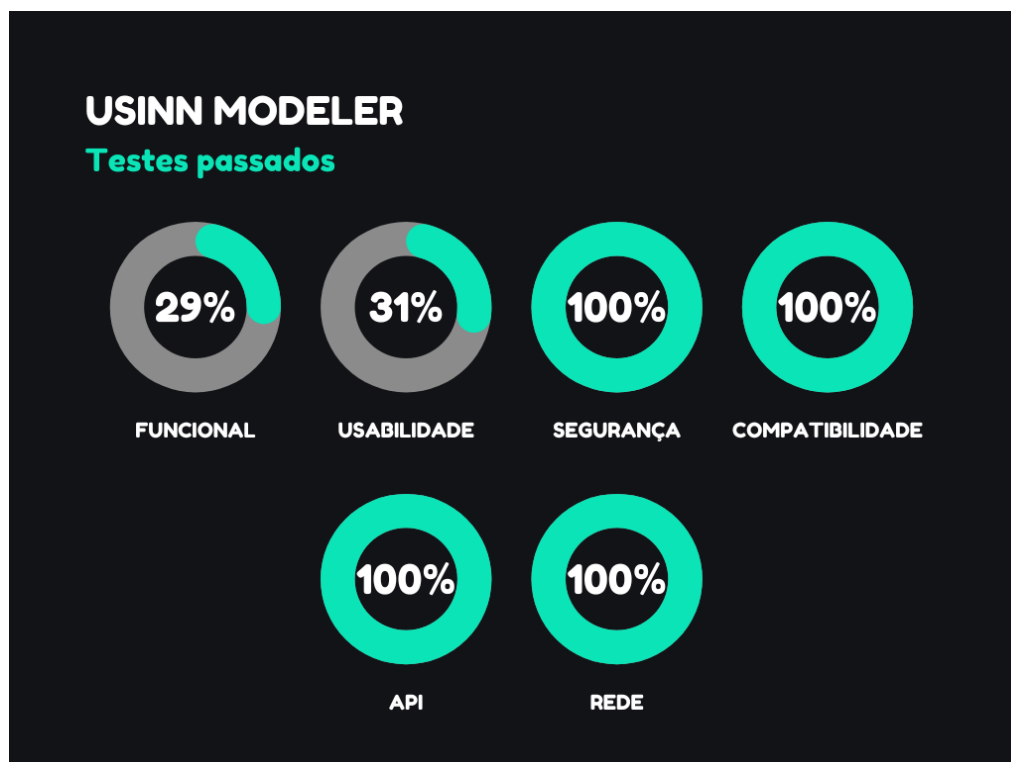 USINN MODELER
Testes passados
29% 31% 100% 100%
FUNCIONAL USABILIDADE SEGURANÇA COMPATIBILIDADE
100% 100%
API REDE